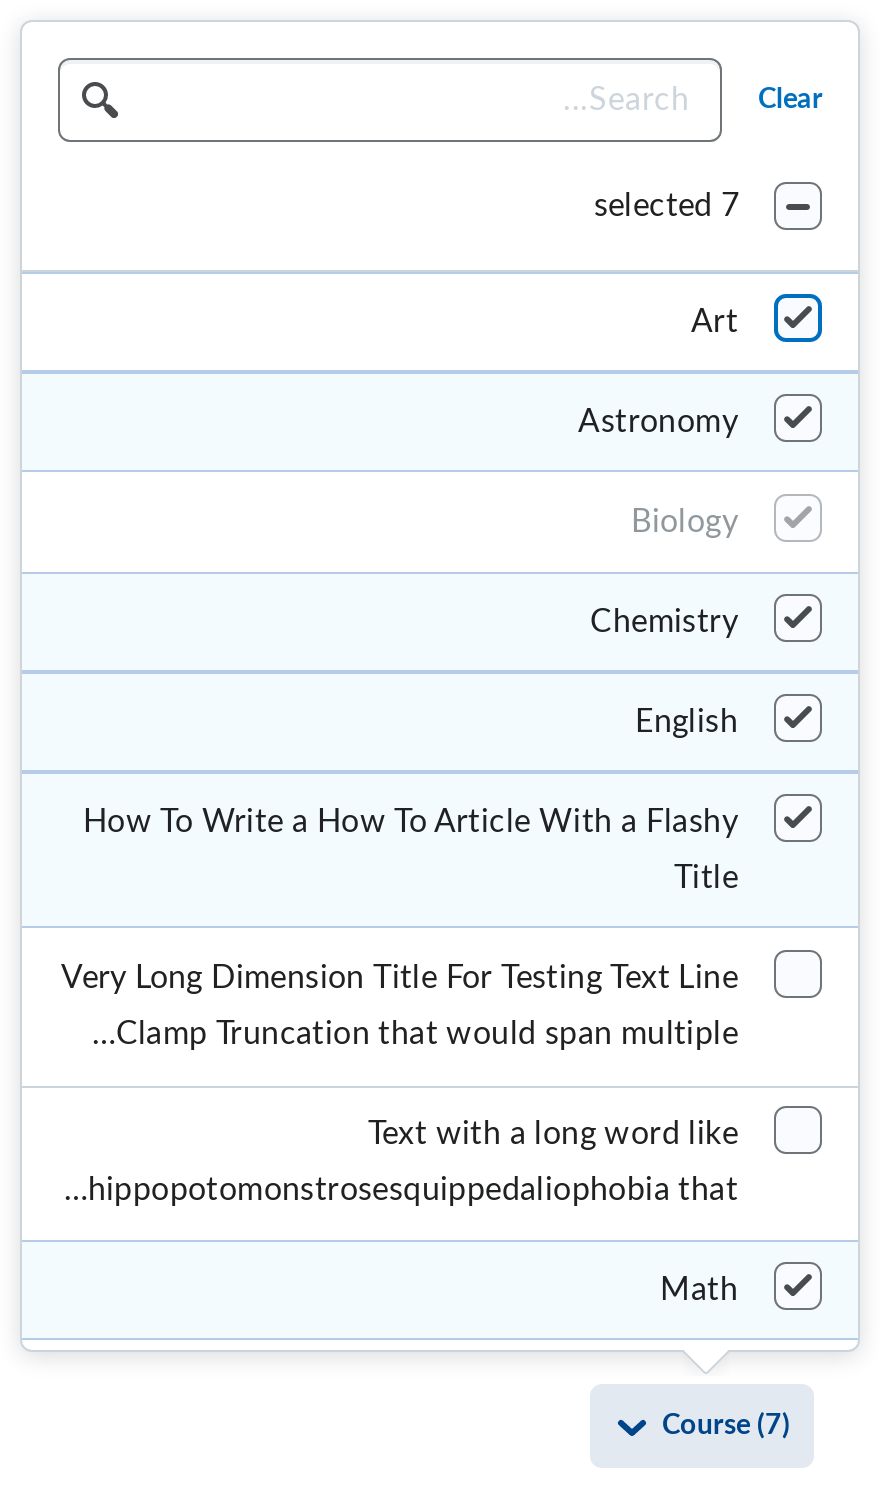 ...Search
Clear
selected 7
Art
Astronomy
Biology
Chemistry
English
How To Write a How To Article With a Flashy
Title
Very Long Dimension Title For Testing Text Line
...Clamp Truncation that would span multiple
Text with a long word like
...hippopotomonstrosesquippedaliophobia that
Math
Course (7)